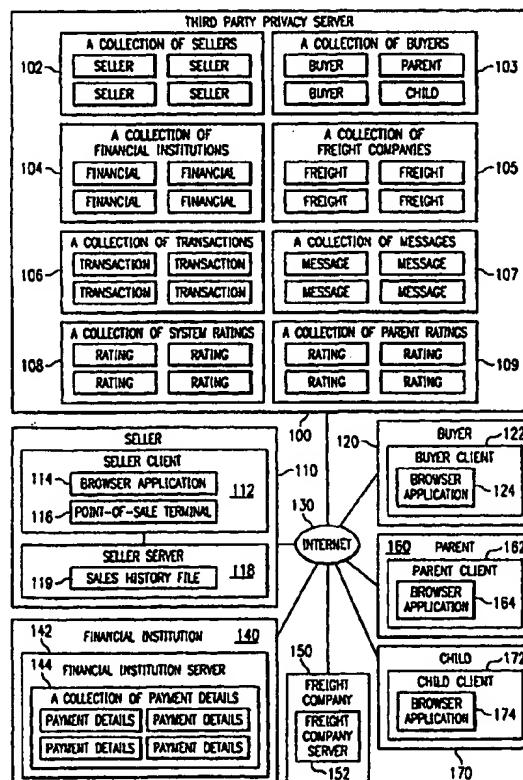 THIRD PARTY PRIVACY SERVER
A COLLECTION OF SELLERS
SELLER SELLER
SELLER SELLER
102
A COLLECTION OF BUYERS
BUYER PARENT
BUYER CHILD
103
A COLLECTION OF
FINANCIAL INSTITUTIONS
FINANCIAL FINANCIAL
FINANCIAL FINANCIAL
104
A COLLECTION OF
FREIGHT COMPANIES
FREIGHT FREIGHT
FREIGHT FREIGHT
105
A COLLECTION OF TRANSACTIONS
TRANSACTION TRANSACTION
TRANSACTION TRANSACTION
106
A COLLECTION OF MESSAGES
MESSAGE MESSAGE
MESSAGE MESSAGE
107
A COLLECTION OF SYSTEM RATINGS
RATING RATING
RATING RATING
108
A COLLECTION OF PARENT RATINGS
RATING RATING
RATING RATING
109
100
SELLER
110
SELLER CLIENT
114 BROWSER APPLICATION 112
116 POINT-OF-SALE TERMINAL
SELLER SERVER
119 SALES HISTORY FILE 118
130
INTERNET
120 BUYER 122
BUYER CLIENT
BROWSER
APPLICATION 124
160 PARENT 162
PARENT CLIENT
BROWSER
APPLICATION 164
CHILD 172
CHILD CLIENT
BROWSER
APPLICATION 174
170
142 FINANCIAL INSTITUTION 140
144 FINANCIAL INSTITUTION SERVER
A COLLECTION OF PAYMENT DETAILS
PAYMENT DETAILS PAYMENT DETAILS
PAYMENT DETAILS PAYMENT DETAILS
150
FREIGHT
COMPANY
FREIGHT
COMPANY
SERVER
152